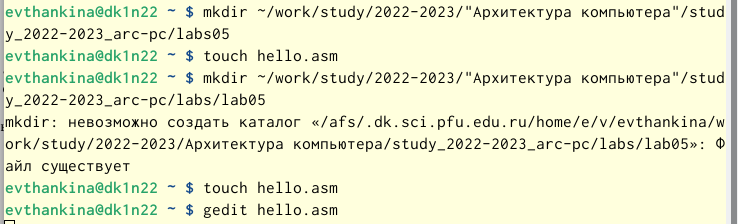 evthankina@dk1n22 ~ $ mkdir ~/work/study/2022-2023/"Архитектура компьютера"/stud
y_2022-2023_arc-pc/labs05
evthankina@dk1n22 ~ $ touch hello.asm
evthankina@dk1n22 ~ $ mkdir ~/work/study/2022-2023/"Архитектура компьютера"/stud
y_2022-2023_arc-pc/labs/lab05
mkdir: невозможно создать каталог «/afs/.dk.sci.pfu.edu.ru/home/e/v/evthankina/w
ork/study/2022-2023/Архитектура компьютера/study_2022-2023_arc-pc/labs/lab05»: Ф
айл существует
evthankina@dk1n22 ~ $ touch hello.asm
evthankina@dk1n22 ~ $ gedit hello.asm